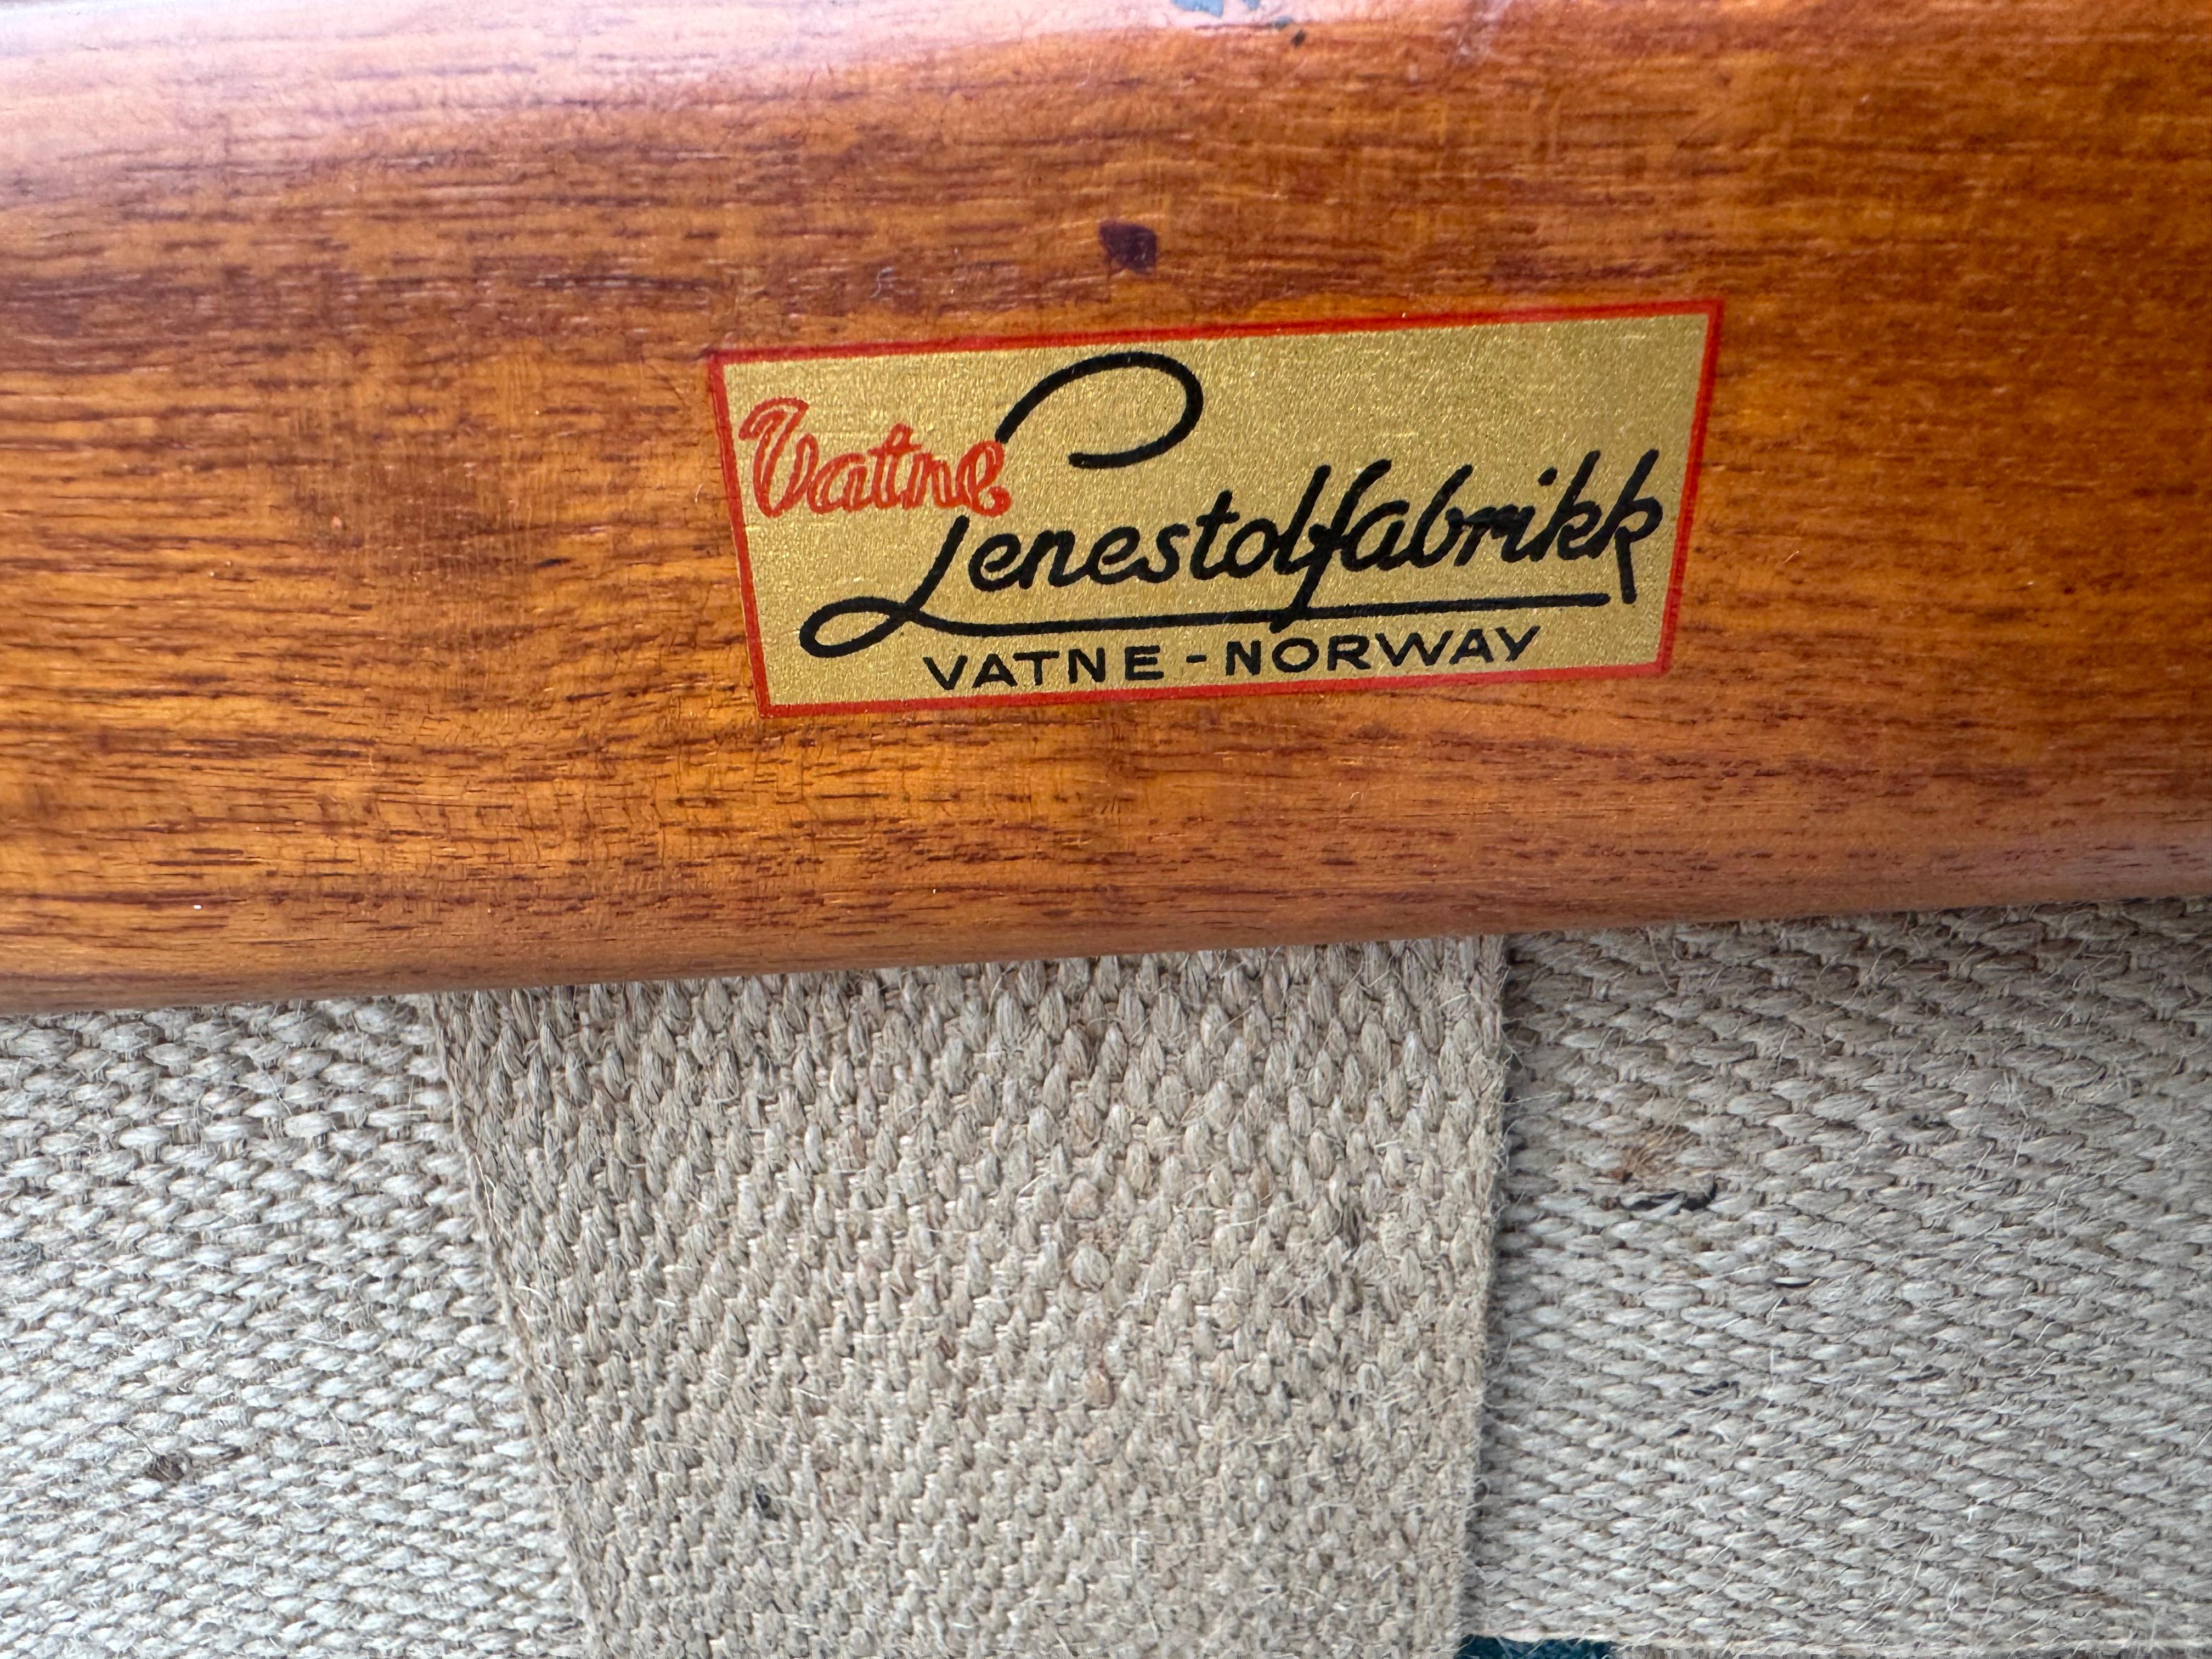 Vatne
Lenestolfabrikk
VATNE-NORWAY